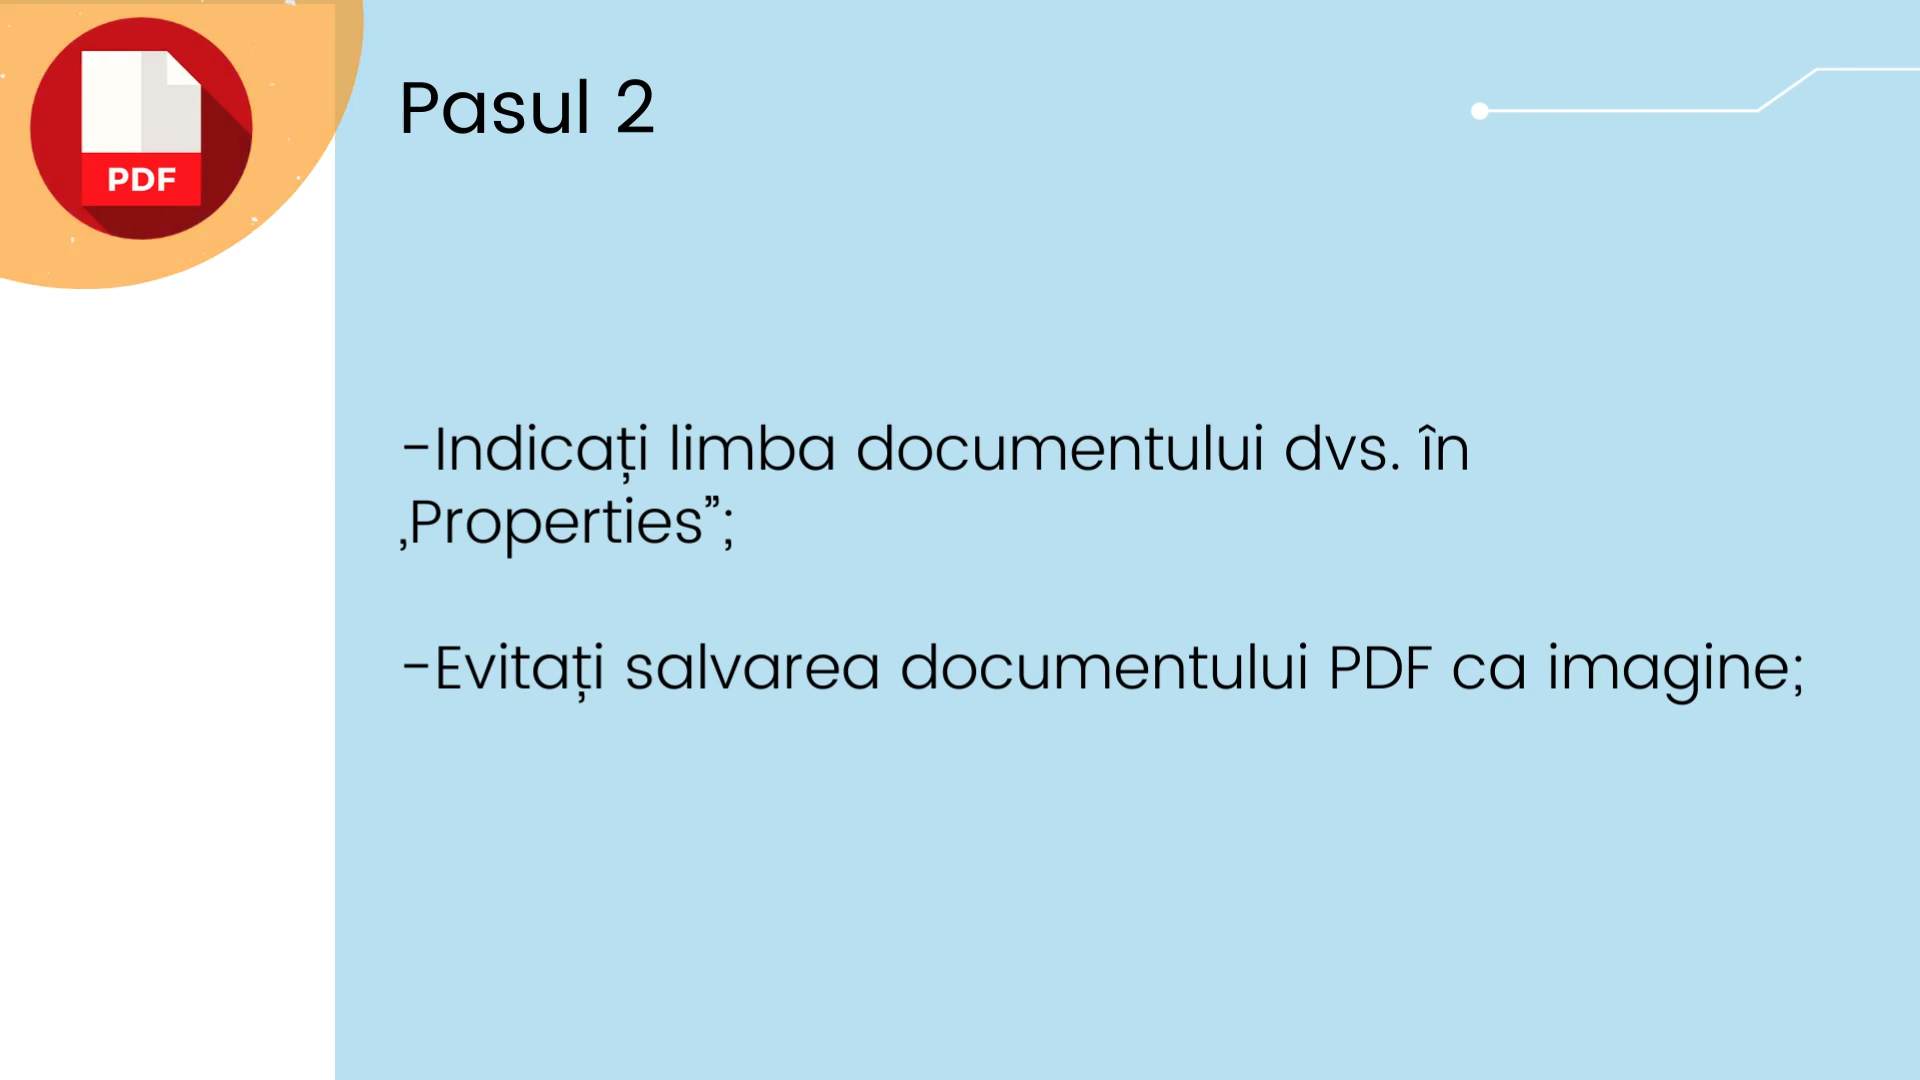 PDF
Pasul 2
-Indicați limba documentului dvs. în
‚Properties”;
-Evitați salvarea documentului PDF ca imagine;